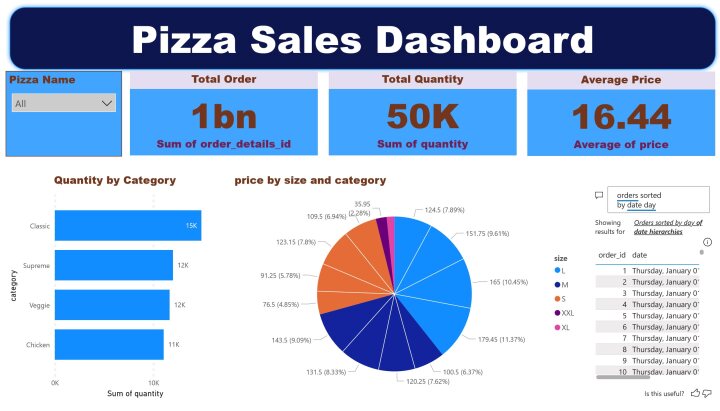 Pizza Sales Dashboard
Pizza Name
All
Total Order
1bn
Sum of order_details_id
Total Quantity
50K
Sum of quantity
Average Price
16.44
Average of price
Quantity by Category
category
Classic
15K
Supreme
12K
Veggie
12K
Chicken
11K
0K
10K
Sum of quantity
price by size and category
124.5 (7.89%)
151.75 (9.61%)
165 (10.45%)
179.45 (11.37%)
100.5 (6.37%)
120.25 (7.62%)
131.5 (8.33%)
143.5 (9.09%)
76.5 (4.85%)
91.25 (5.78%)
123.15 (7.8%)
109.5 (6.94%)
35.95
(2.28%)
size
L
M
S
XXL
XL
orders sorted
by date day
Showing
results for
Orders sorted by day of
date hierarchies
order_id date
1 Thursday, January 0
2 Thursday, January 0
3 Thursday, January 0
4 Thursday, January 0
5 Thursday, January 0
6 Thursday, January 0
7 Thursday, January 0
8 Thursday, January 0
9 Thursday, January 0
10 Thursday, January 0
Is this useful?